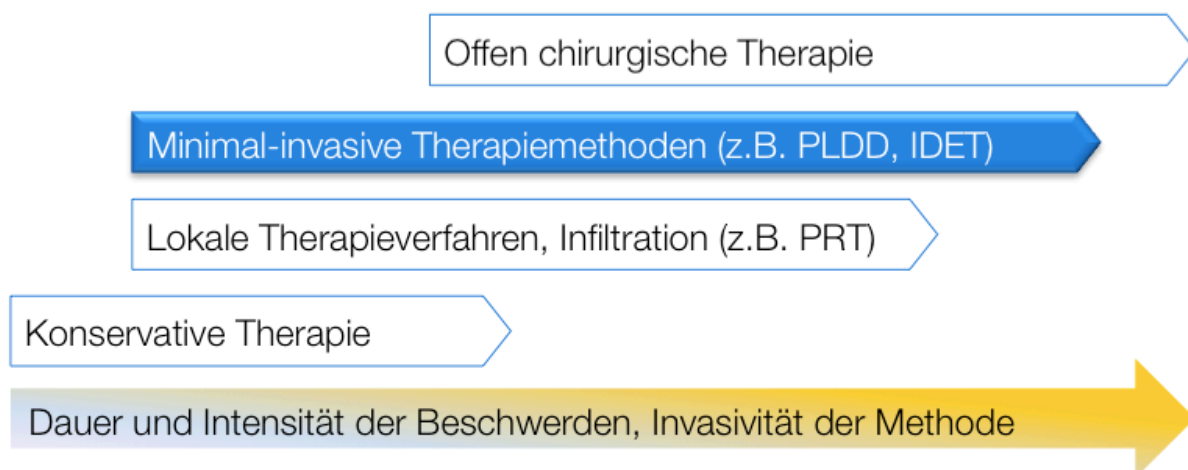 Offen chirurgische Therapie
Minimal-invasive Therapiemethoden (z.B. PLDD, IDET)
Lokale Therapieverfahren, Infiltration (z.B. PRT)
Konservative Therapie
Dauer und Intensität der Beschwerden, Invasivität der Methode